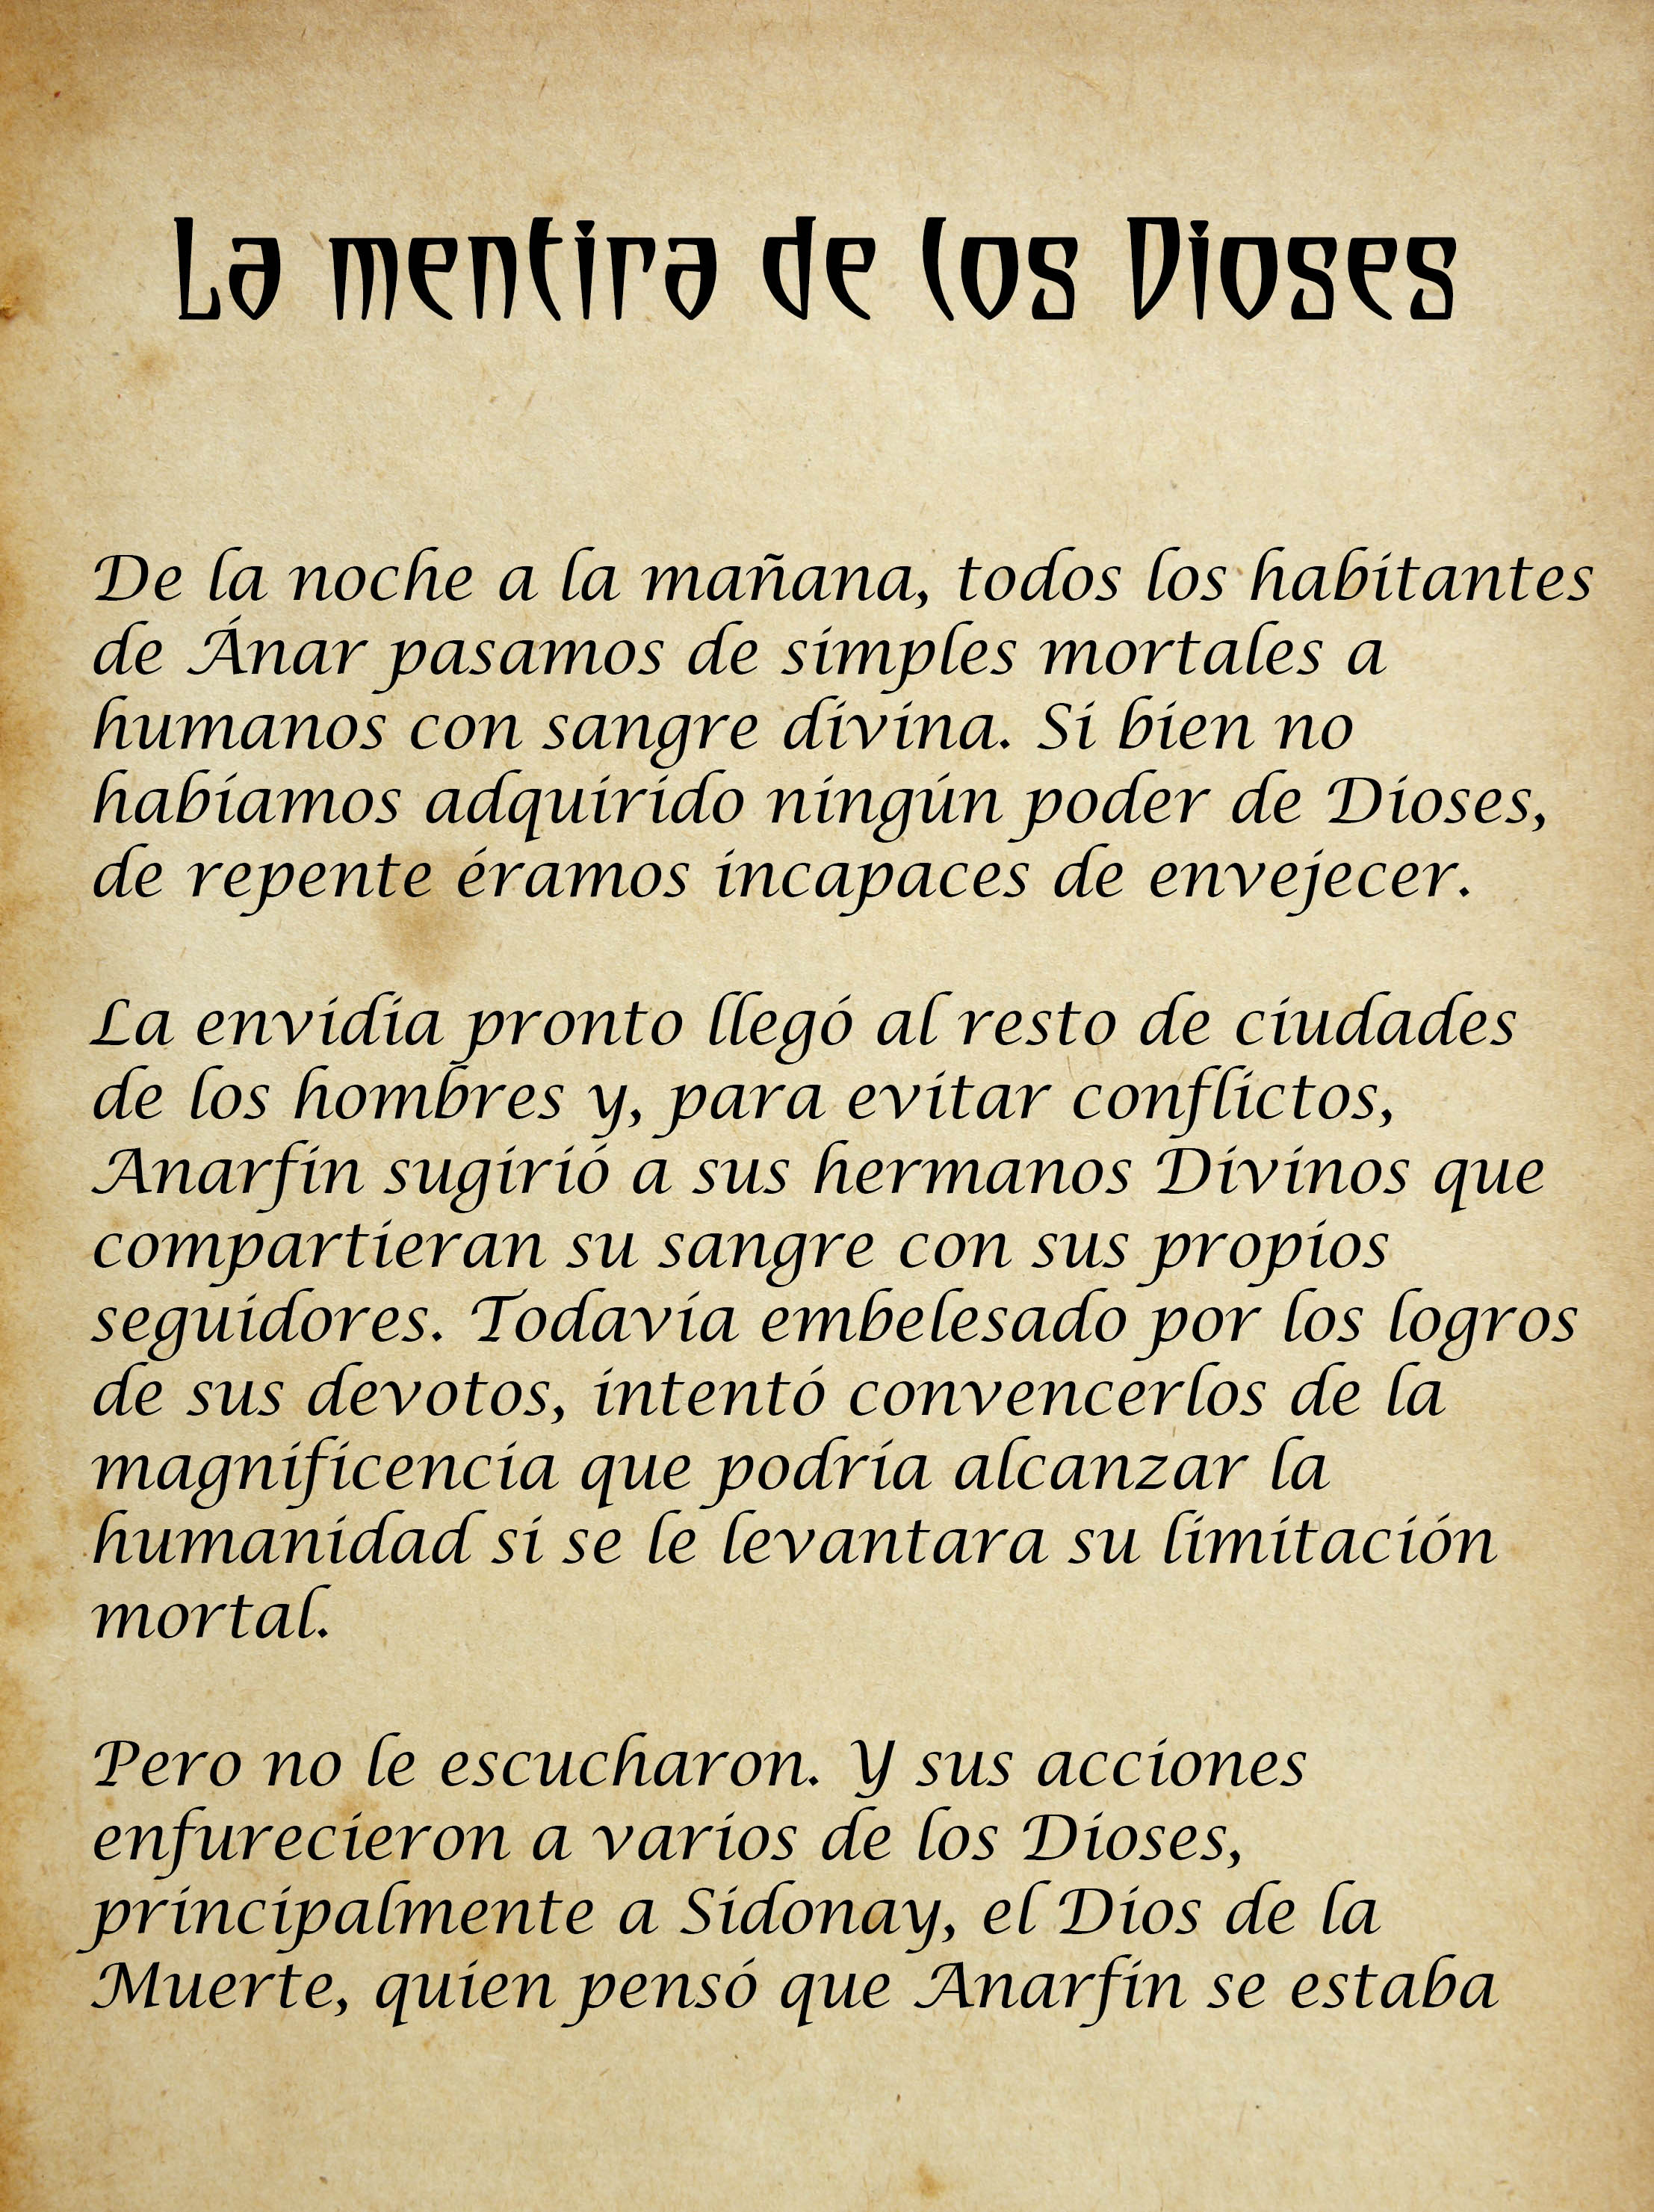 La mentira de los Dioses
De la noche a la mañana, todos los habitantes
de Ánar pasamos de simples mortales a
humanos con sangre divina. Si bien no
habíamos adquirido ningún poder de Dioses,
de repente éramos incapaces de envejecer.
La envidia pronto llegó al resto de ciudades
de los hombres y, para evitar conflictos,
Anarfin sugirió a sus hermanos Divinos que
compartieran su sangre con sus propios
seguidores. Todavía embelesado por los logros
de sus devotos, intentó convencerlos de la
magnificencia que podría alcanzar la
humanidad si se le levantara su limitación
mortal.
Pero no le escucharon. Y sus acciones
enfurecieron a varios de los Dioses,
principalmente a Sidonay, el Dios de la
Muerte, quien pensó que Anarfin se estaba